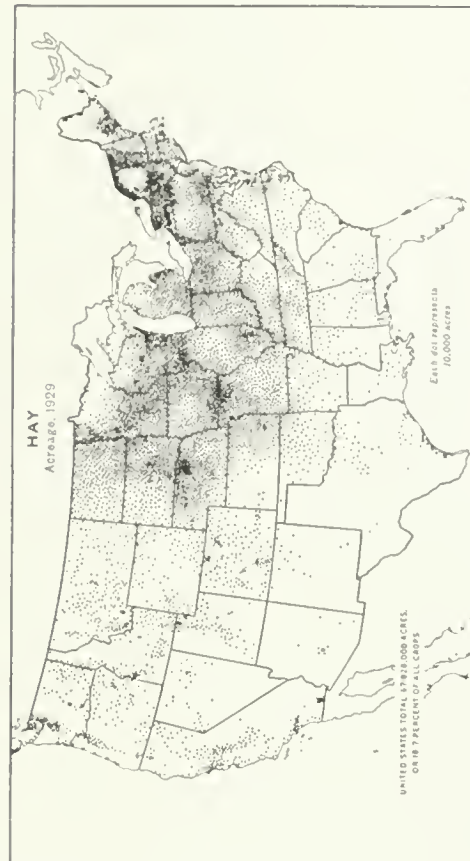 HAY
Acreage, 1929
Each dot represents
10,000 acres
UNITED STATES TOTAL 67,828,000 ACRES,
OR 18.7 PERCENT OF ALL CROPS